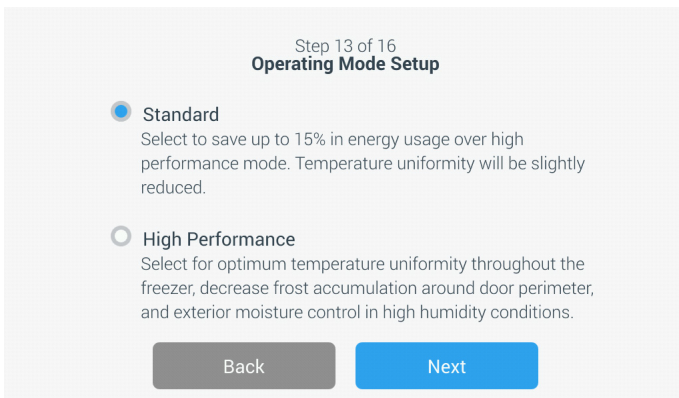 Step 13 of 16
Operating Mode Setup
Standard
Select to save up to 15% in energy usage over high
performance mode. Temperature uniformity will be slightly
reduced.
High Performance
Select for optimum temperature uniformity throughout the
freezer, decrease frost accumulation around door perimeter,
and exterior moisture control in high humidity conditions.
Back
Next